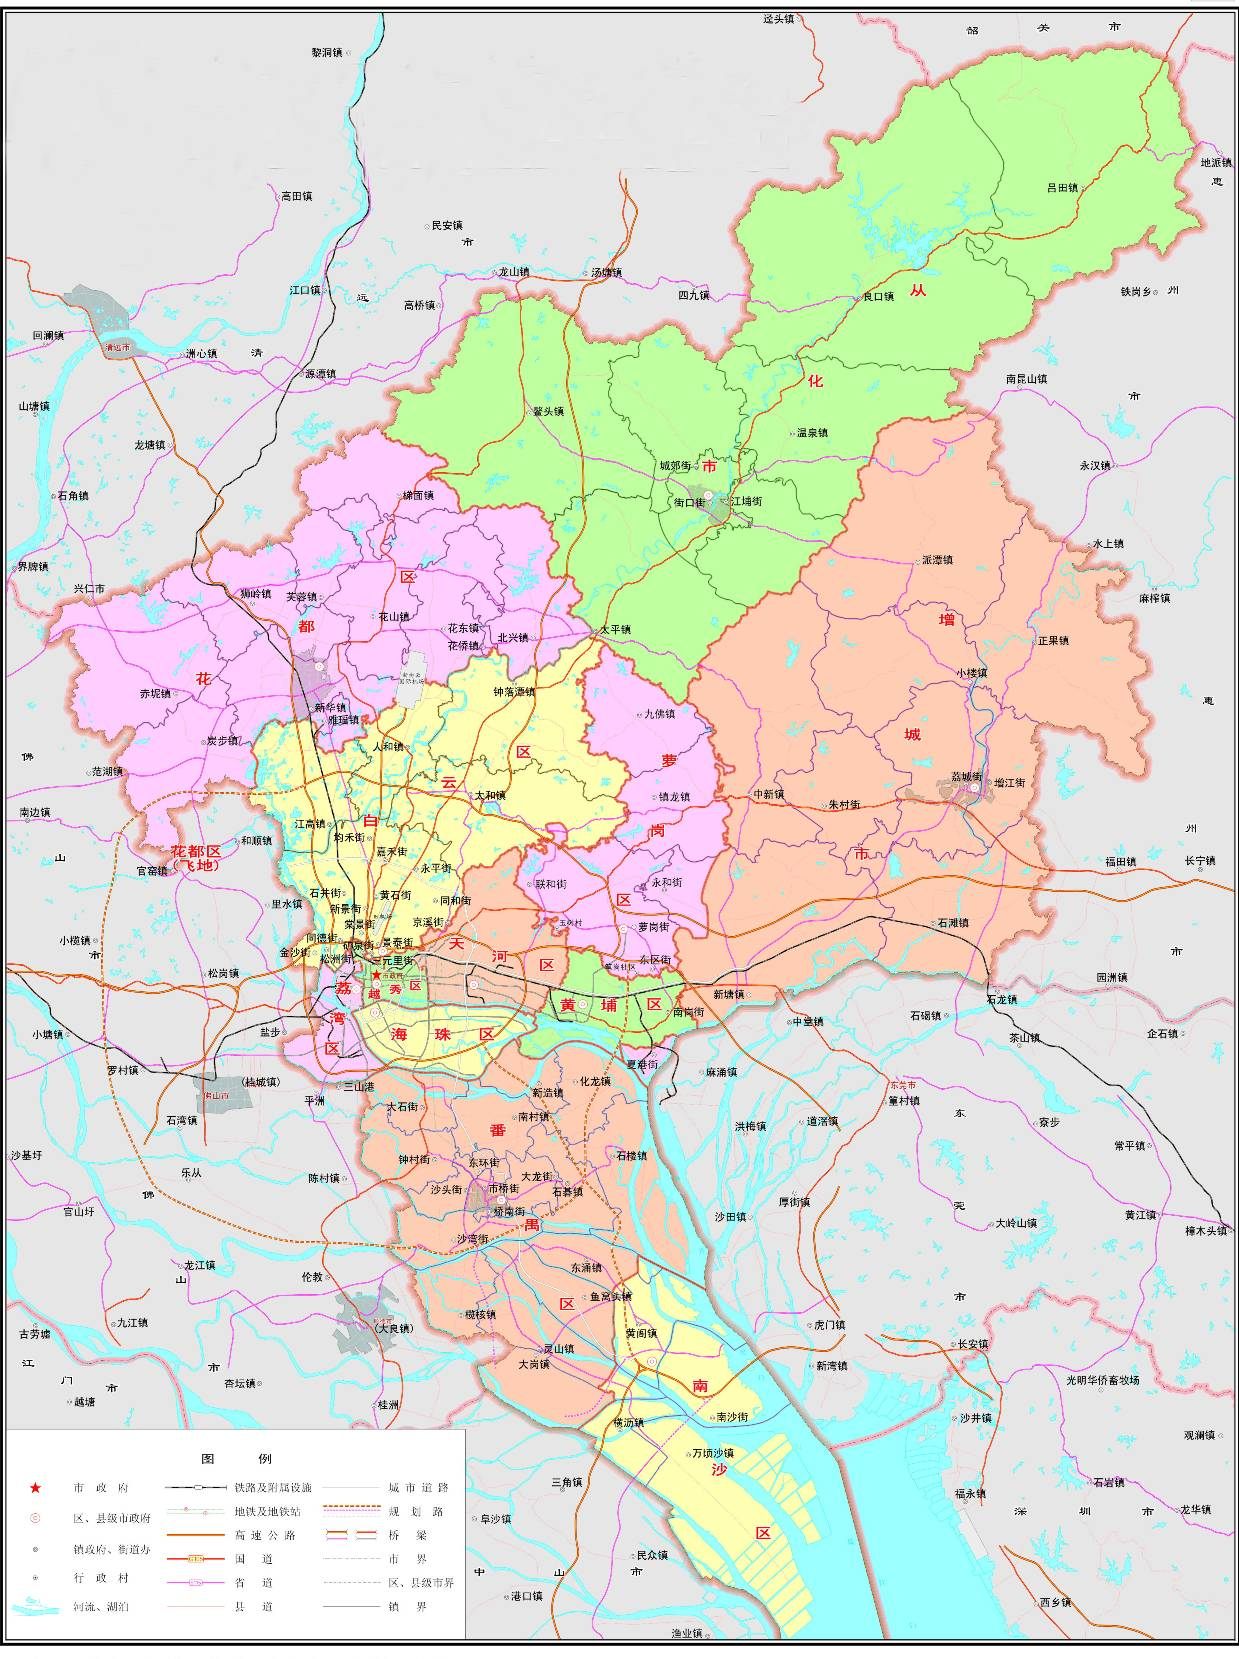 迳头镇
韶 关 市
黎洞镇
地派镇
惠
吕田镇
高田镇
民安镇
市
龙山镇
汤塘镇
江口镇
远
高桥镇
四九镇
良口镇
从
铁岗乡
州
回澜镇
清远市
洲心镇
清
源潭镇
化
南昆山镇
市
山塘镇
鳌头镇
温泉镇
龙塘镇
城郊街
市
永汉镇
石角镇
梯面镇
街口街
江埔街
水上镇
界牌镇
派潭镇
兴仁市
狮岭镇
芙蓉镇
区
麻榨镇
都
花山镇
花东镇
北兴镇
太平镇
增
正果镇
花侨镇
花
赤坭镇
小楼镇
钟落潭镇
新华镇
雅瑶镇
九佛镇
惠
炭步镇
人和镇
区
萝
城
佛
范湖镇
云
荔城街
增江街
太和镇
镇龙镇
中新镇
朱村街
南边镇
江高镇
白
均禾街
岗
州
和顺镇
花都区
(飞地)
嘉禾街
市
山
官窑镇
永平街
联和街
永和街
福田镇
长宁镇
石井街
黄石街
同和街
区
里水镇
新景街
棠景街
京溪街
玉树村
萝岗街
石滩镇
小榄镇
同德街
天
市
金沙街
松洲街
景泰街
三元里街
河
区
东区街
市
松岗镇
市政府
园洲镇
荔
越 秀 区
新塘镇
石龙镇
湾
黄 埔 区
南岗街
小塘镇
盐步
海 珠 区
中堂镇
石碣镇
企石镇
区
茶山镇
夏港街
罗村镇
(桂城镇)
三山港
化龙镇
麻涌镇
佛山市
平洲
新造镇
东莞市
大石街
篁村镇
石湾镇
南村镇
番
洪梅镇
道滘镇
东
寮步
沙基圩
钟村街
东环街
石楼镇
常平镇
乐从
陈村镇
沙头街
市桥街
大龙街
石碁镇
佛
官山圩
桥南街
厚街镇
莞
禺
沙田镇
大岭山镇
黄江镇
樟木头镇
沙湾街
龙江镇
山
伦教
东涌镇
市
榄核镇
区
鱼窝头镇
九江镇
(大良镇)
黄阁镇
虎门镇
古劳墟
灵山镇
长安镇
江
市
大岗镇
新湾镇
门
杏坛镇
南
光明华侨畜牧场
市
越塘
桂洲
南沙街
沙井镇
横沥镇
观澜镇
万顷沙镇
沙
三角镇
石岩镇
福永镇
深 圳 市
龙华镇
阜沙镇
区
民众镇
中 山 市
港口镇
西乡镇
渔业镇
图 例
市 政 府
铁路及附属设施
城 市 道 路
区、县级市政府
地铁及地铁站
规 划 路
高 速 公 路
桥 梁
镇政府、街道办
国 道
市 界
行 政 村
省 道
区、县级市界
河流、湖泊
县 道
镇 界